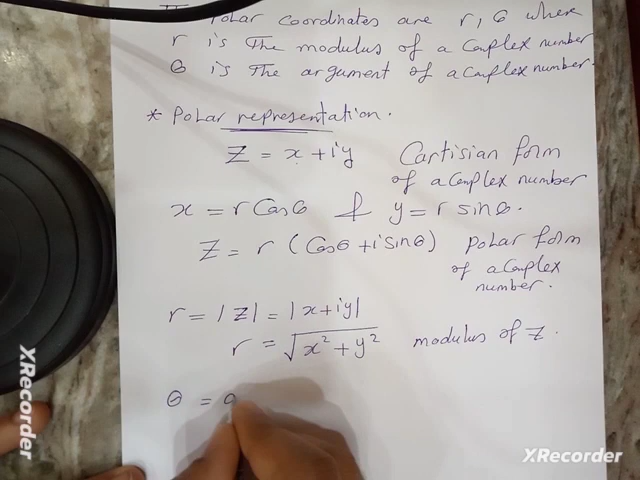 The Polar coordinates are r, θ where
r is The modulus of a Complex number
θ is The argument of a Complex number.
* Polar representation.
Z = x + iy Cartisian form
of a Complex number
x = r Cosθ & y = r sinθ.
Z = r (Cosθ + i Sinθ) polar form
of a Complex
number.
r = |Z| = |x + iy|
r = √x² + y² modulus of Z.
θ = a
XRecorder
XRecorder